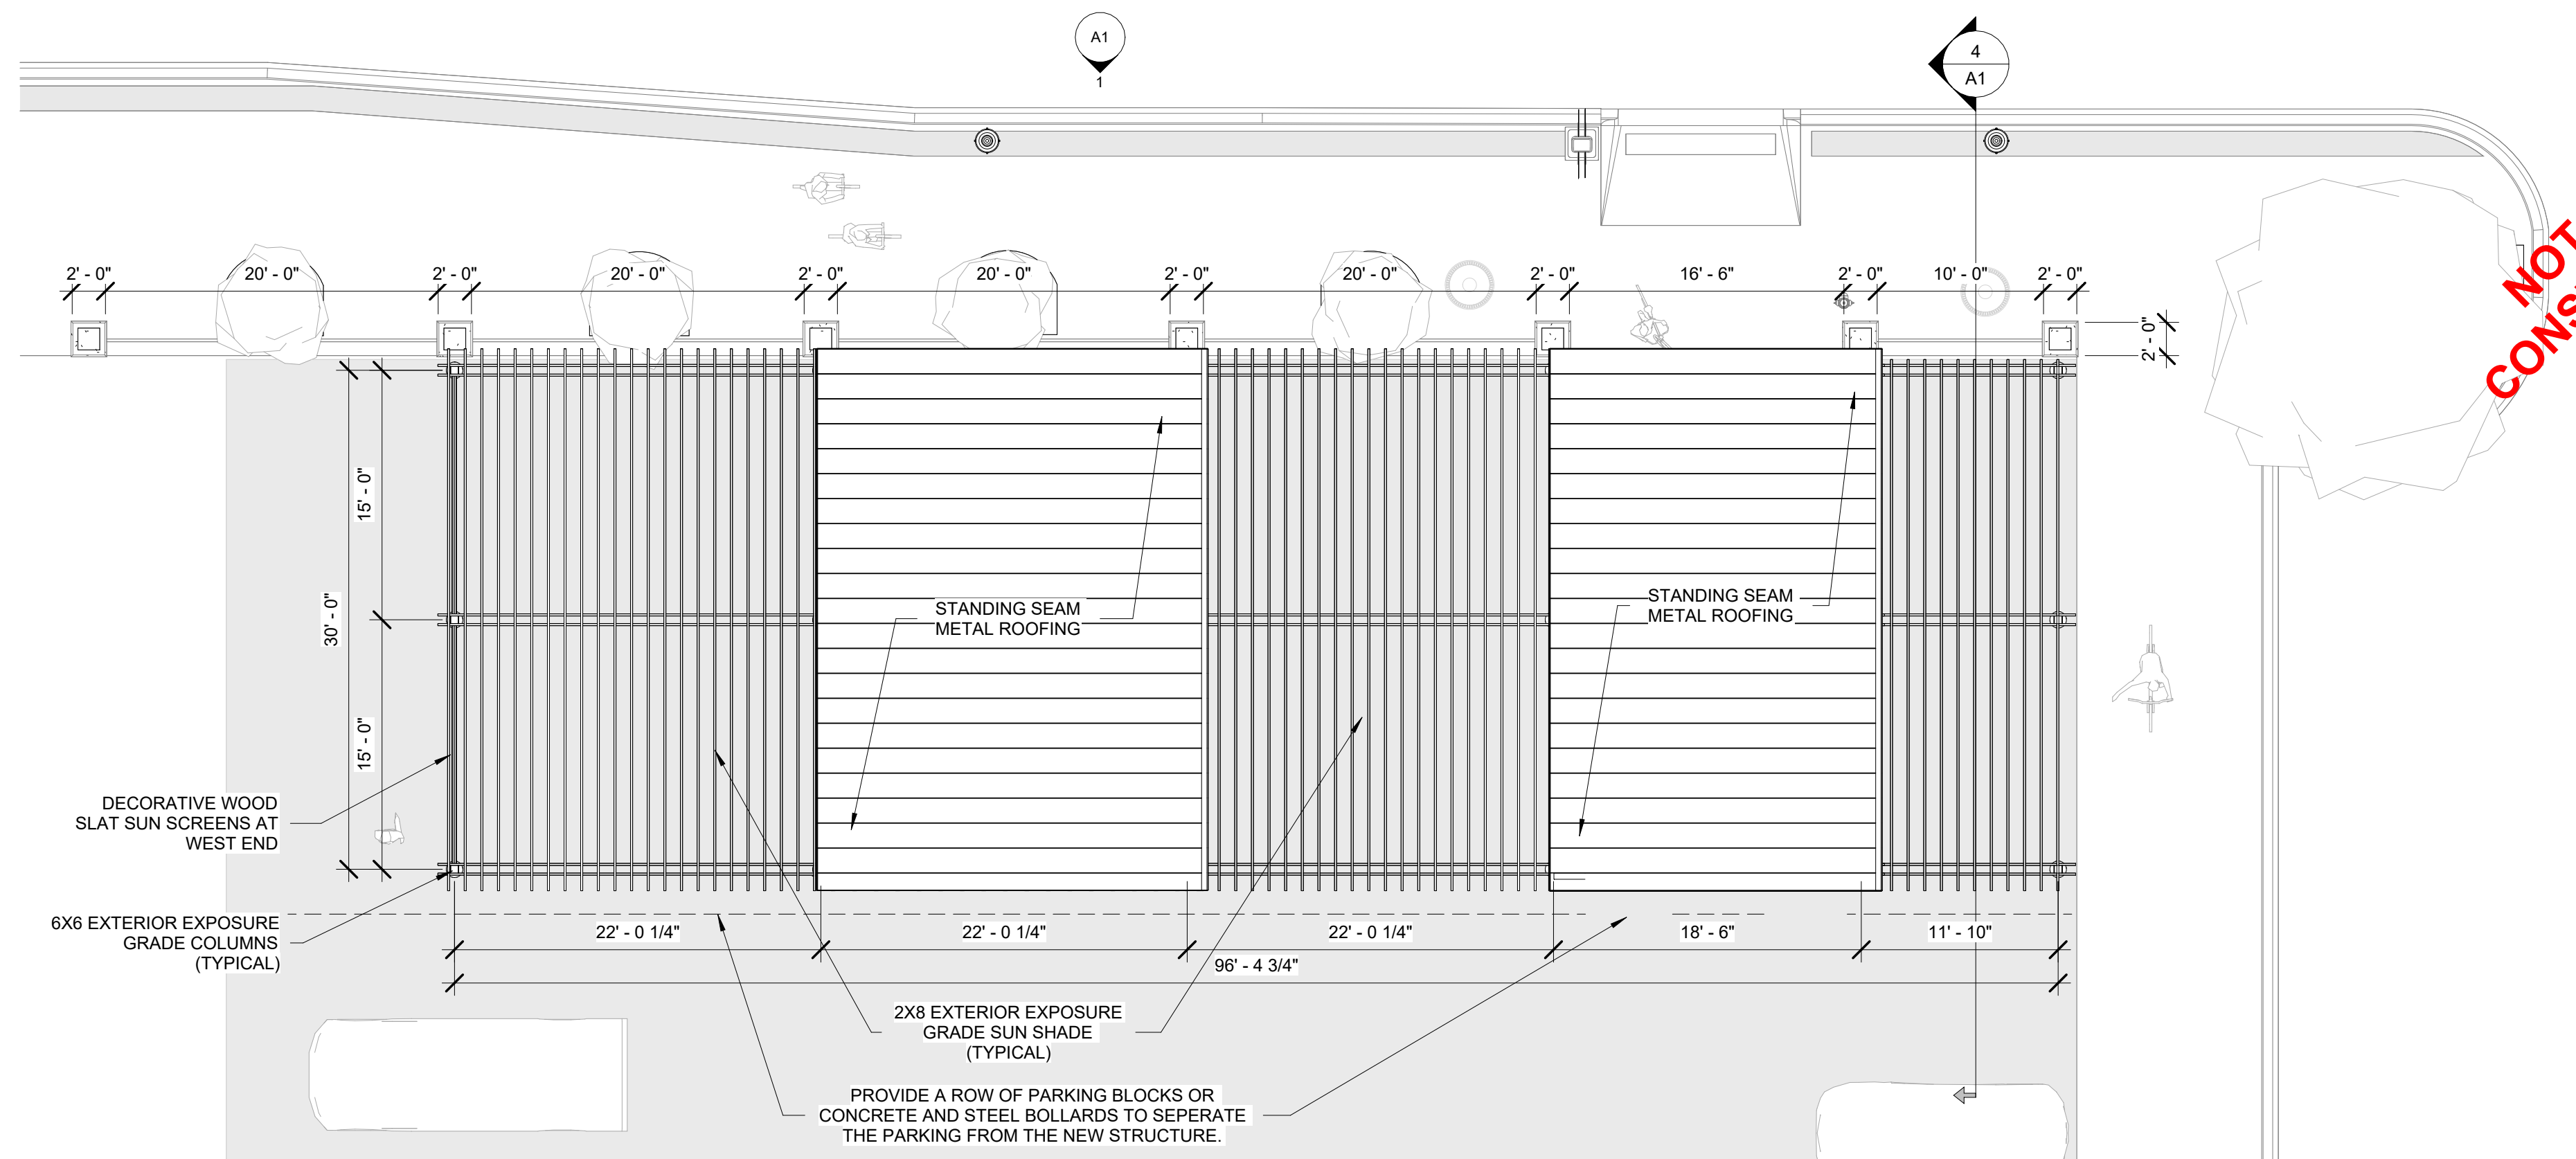 A1
1
4
A1
NOT
2' - 0"
20' - 0"
2' - 0"
20' - 0"
2' - 0"
20' - 0"
2' - 0"
20' - 0"
2' - 0"
16' - 6"
2' - 0"
10' - 0"
2' - 0"
2' - 0"
15' - 0"
30' - 0"
15' - 0"
STANDING SEAM
METAL ROOFING
STANDING SEAM
METAL ROOFING
DECORATIVE WOOD
SLAT SUN SCREENS AT
WEST END
6X6 EXTERIOR EXPOSURE
GRADE COLUMNS
(TYPICAL)
22' - 0 1/4"
22' - 0 1/4"
22' - 0 1/4"
18' - 6"
11' - 10"
96' - 4 3/4"
2X8 EXTERIOR EXPOSURE
GRADE SUN SHADE
(TYPICAL)
PROVIDE A ROW OF PARKING BLOCKS OR
CONCRETE AND STEEL BOLLARDS TO SEPERATE
THE PARKING FROM THE NEW STRUCTURE.